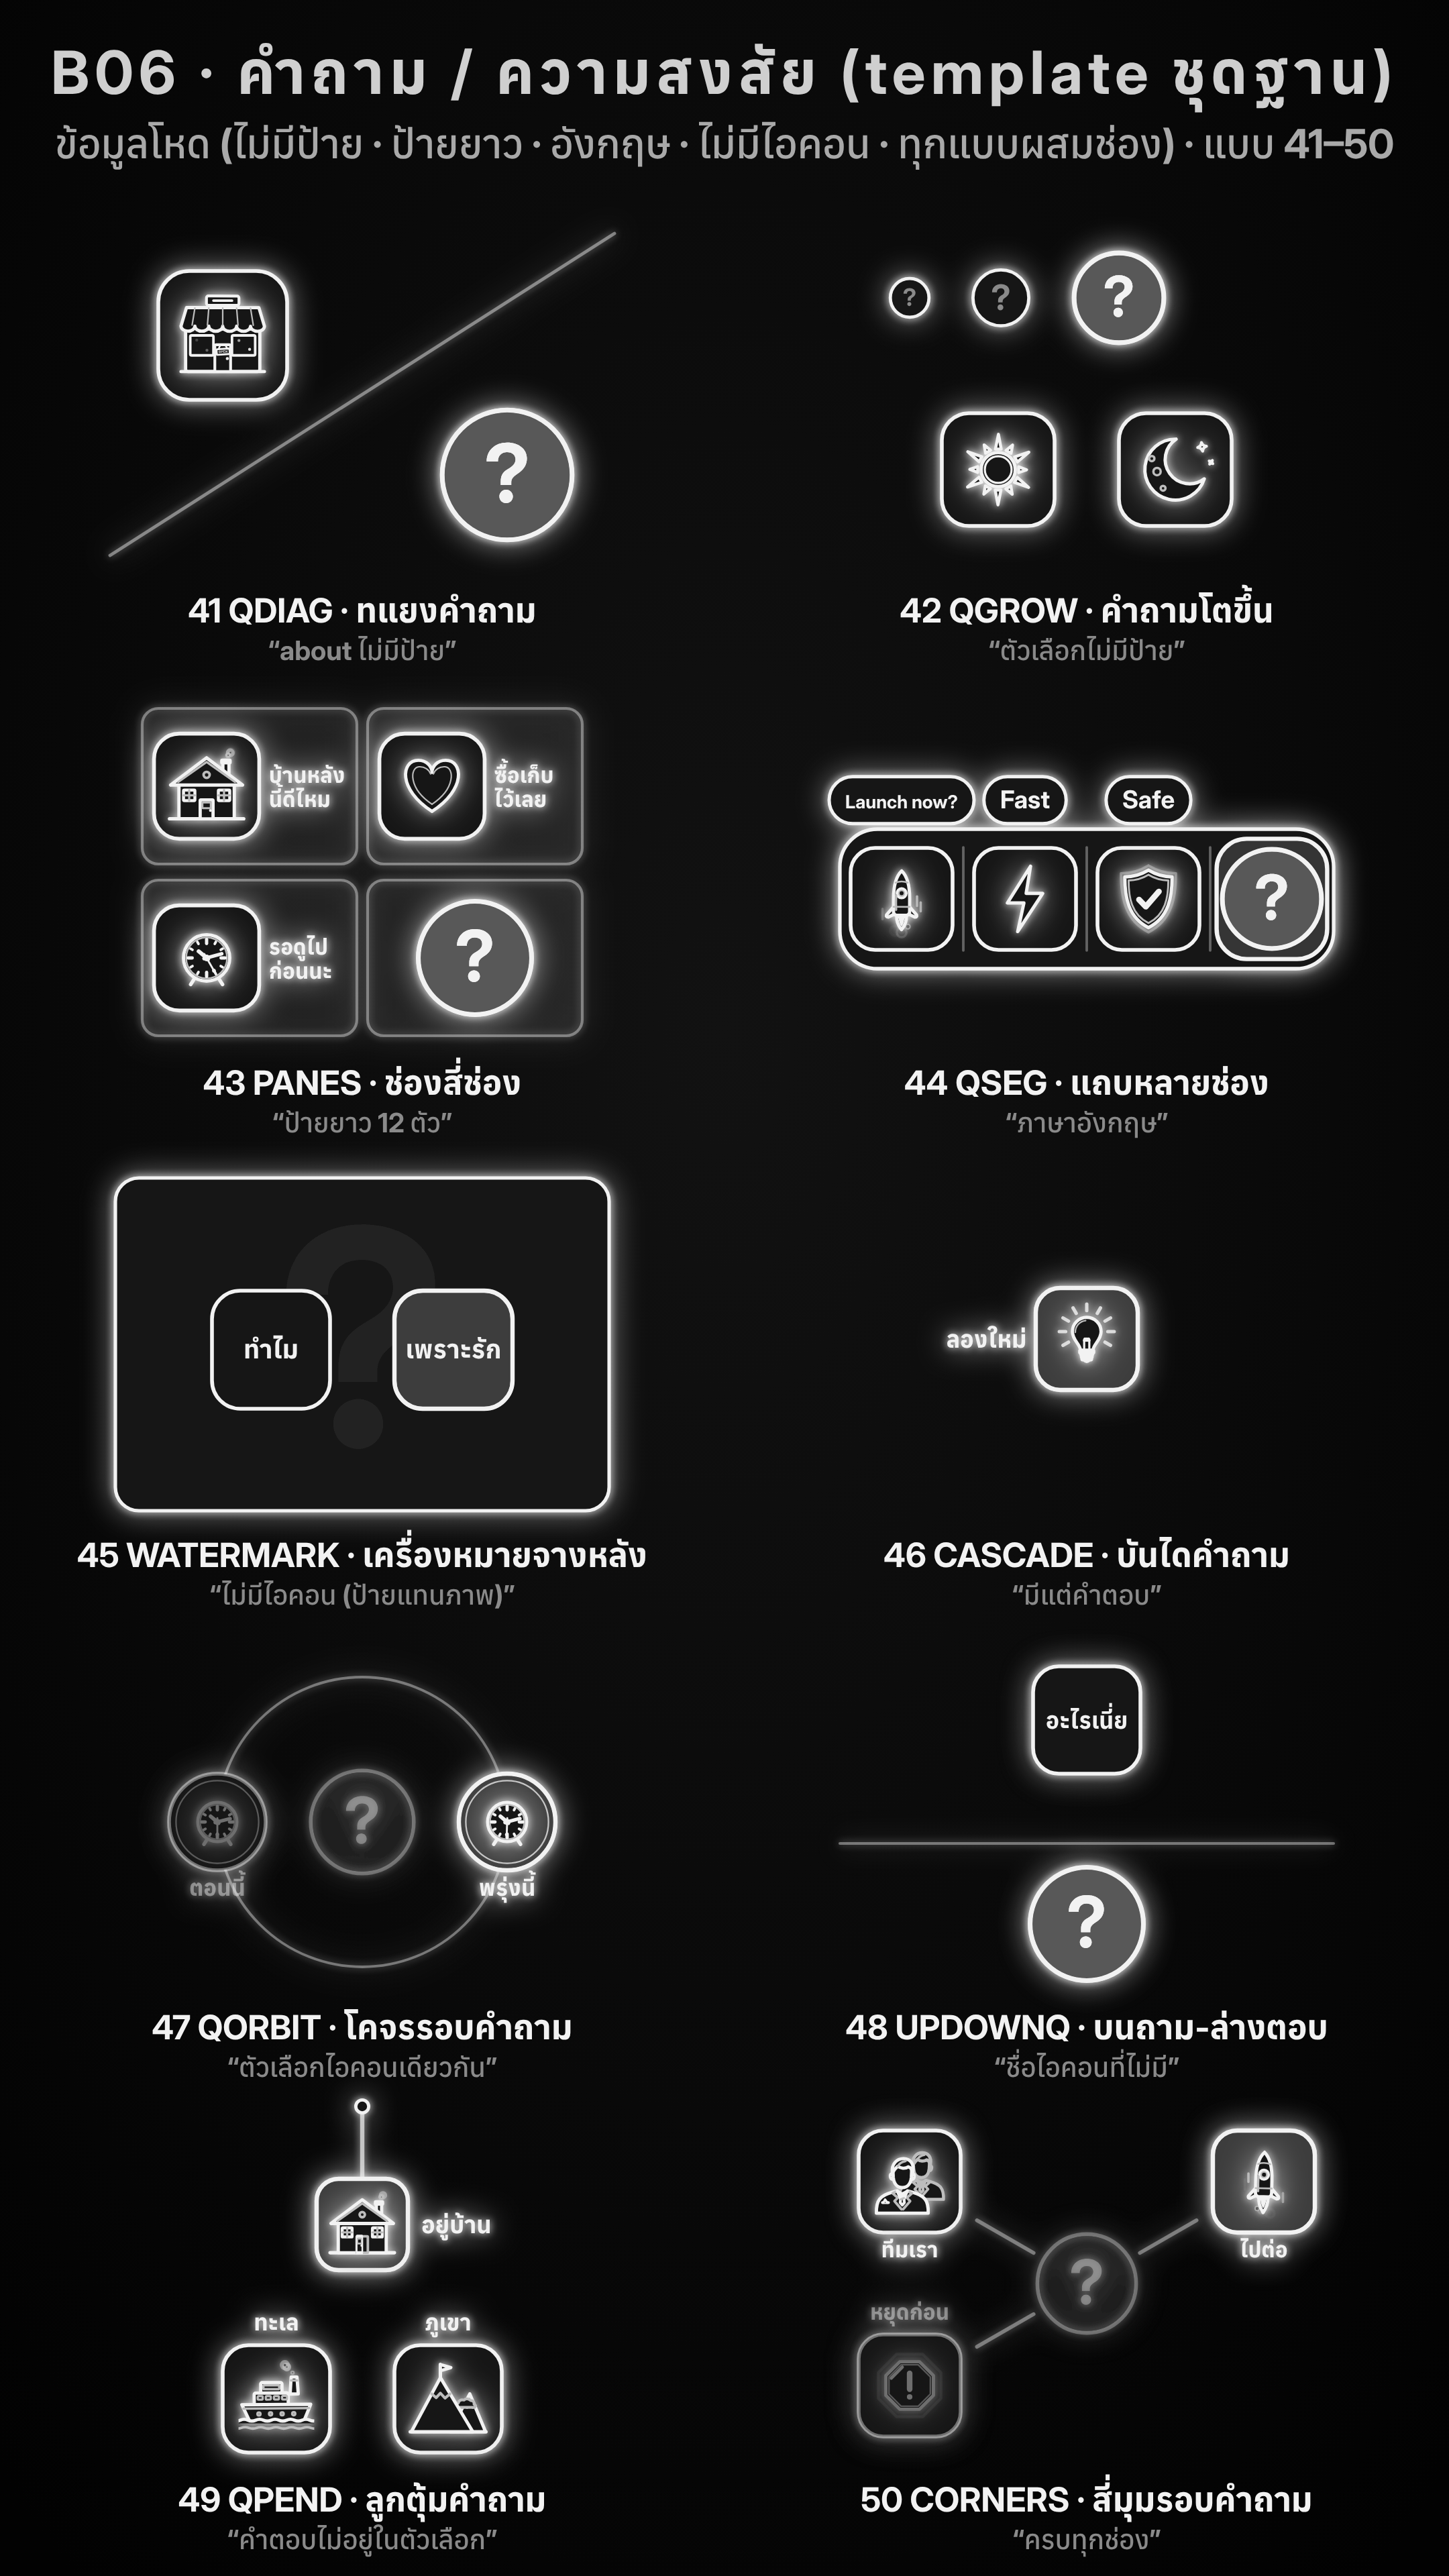 B06 · คำถาม / ความสงสัย (template ชุดฐาน)
ข้อมูลโหด (ไม่มีป้าย · ป้ายยาว · อังกฤษ · ไม่มีไอคอน · ทุกแบบผสมช่อง) · แบบ 41–50
?
? ? ?
41 QDIAG · ทแยงคำถาม
“about ไม่มีป้าย”
42 QGROW · คำถามโตขึ้น
“ตัวเลือกไม่มีป้าย”
บ้านหลัง
นี้ดีไหม
ซื้อเก็บ
ไว้เลย
รอดูไป
ก่อนนะ
?
43 PANES · ช่องสี่ช่อง
“ป้ายยาว 12 ตัว”
Launch now?
Fast
Safe
?
44 QSEG · แถบหลายช่อง
“ภาษาอังกฤษ”
?
ทำไม
เพราะรัก
45 WATERMARK · เครื่องหมายจางหลัง
“ไม่มีไอคอน (ป้ายแทนภาพ)”
ลองใหม่
46 CASCADE · บันไดคำถาม
“มีแต่คำตอบ”
?
ตอนนี้
พรุ่งนี้
47 QORBIT · โคจรรอบคำถาม
“ตัวเลือกไอคอนเดียวกัน”
อะไรเนี่ย
?
48 UPDOWNQ · บนถาม-ล่างตอบ
“ชื่อไอคอนที่ไม่มี”
อยู่บ้าน
ทะเล
ภูเขา
49 QPEND · ลูกตุ้มคำถาม
“คำตอบไม่อยู่ในตัวเลือก”
ทีมเรา
ไปต่อ
?
หยุดก่อน
!
50 CORNERS · สี่มุมรอบคำถาม
“ครบทุกช่อง”